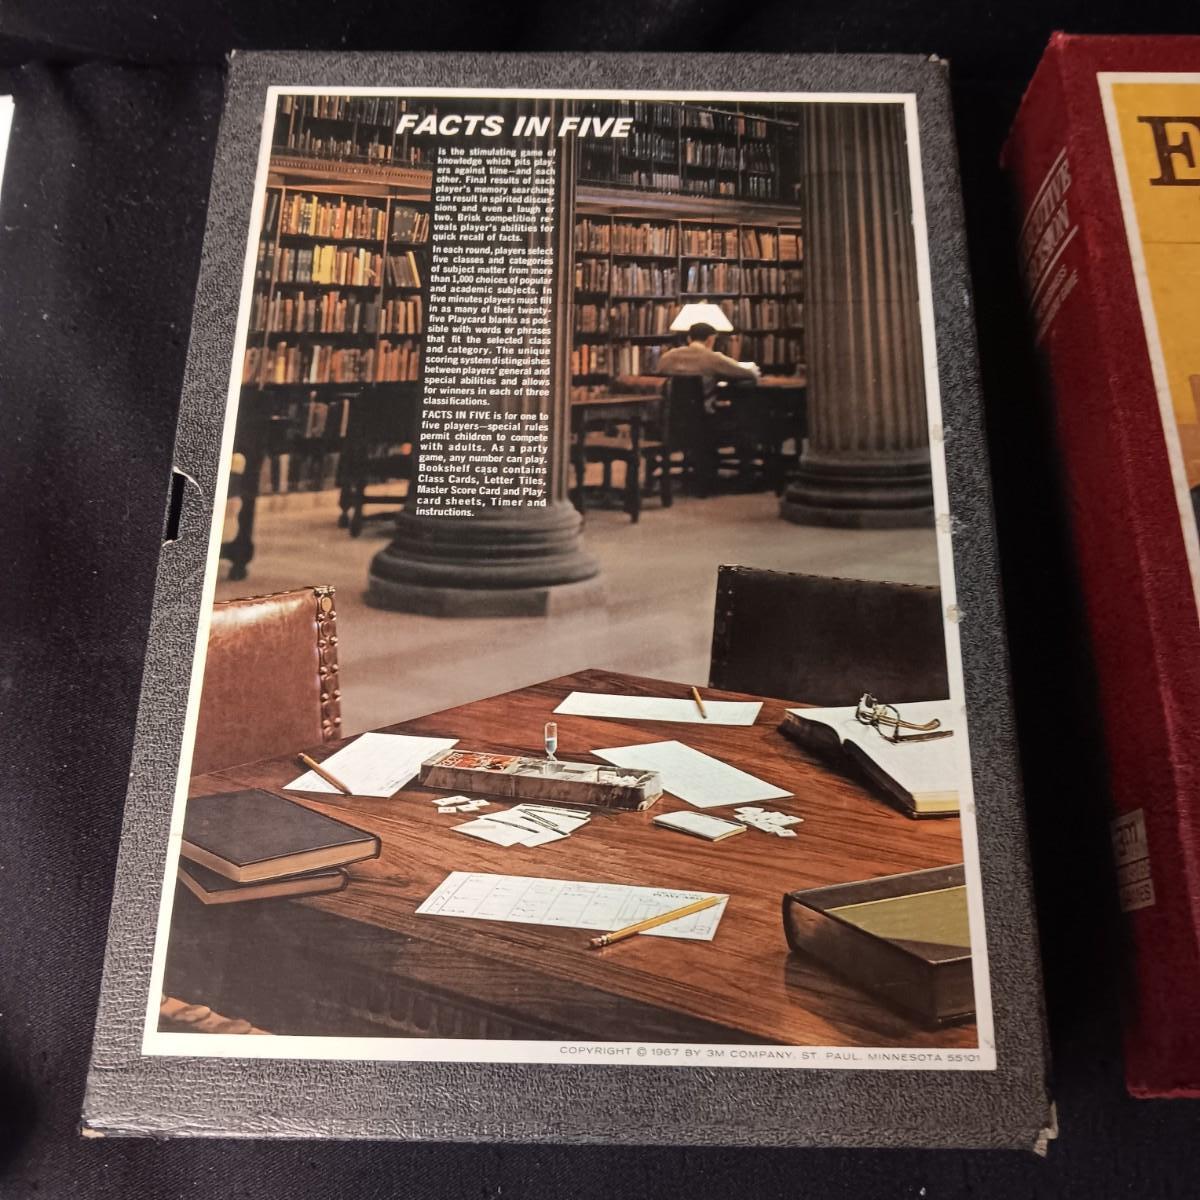 FACTS IN FIVE
is the stimulating game of
knowledge which pits play-
ers against time—and each
other. Final results of each
player's memory searching
can result in spirited discus-
sions and even a laugh or
two. Brisk competition re-
veals player's abilities for
quick recall of facts.
In each round, players select
five classes and categories
of subject matter from more
than 1,000 choices of popular
and academic subjects. In
five minutes players must fill
in as many of their twenty-
five Playcard blanks as pos-
sible with words or phrases
that fit the selected class
and category. The unique
scoring system distinguishes
between players' general and
special abilities and allows
for winners in each of three
classifications.
FACTS IN FIVE is for one to
five players—special rules
permit children to compete
with adults. As a party
game, any number can play.
Bookshelf case contains
Class Cards, Letter Tiles,
Master Score Card and Play-
card sheets, Timer and
instructions.
COPYRIGHT © 1967 BY 3M COMPANY, ST. PAUL, MINNESOTA 55101
E
3M